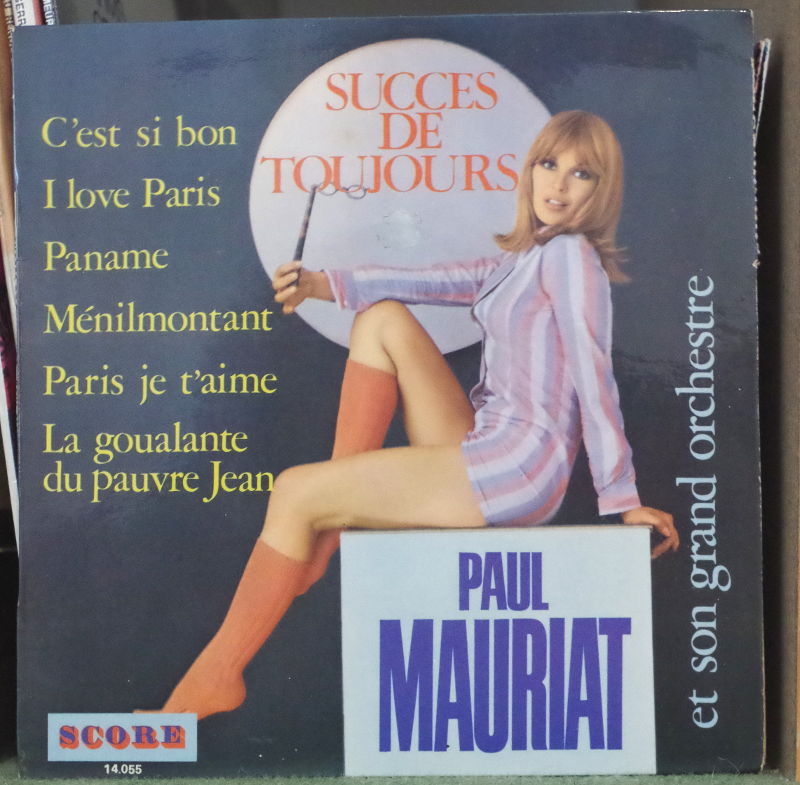 SUCCES
DE
TOUJOURS
C'est si bon
I love Paris
Paname
Ménilmontant
Paris je t'aime
La goualante
du pauvre Jean
et son grand orchestre
PAUL
MAURIAT
SCORE
14.055